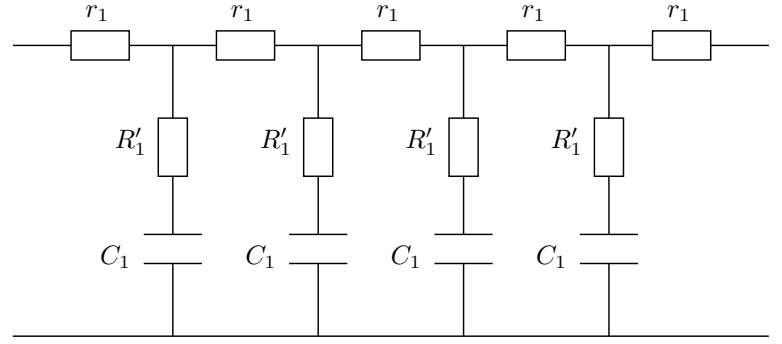 r₁ r₁ r₁ r₁ r₁
R′₁ R′₁ R′₁ R′₁
C₁ C₁ C₁ C₁